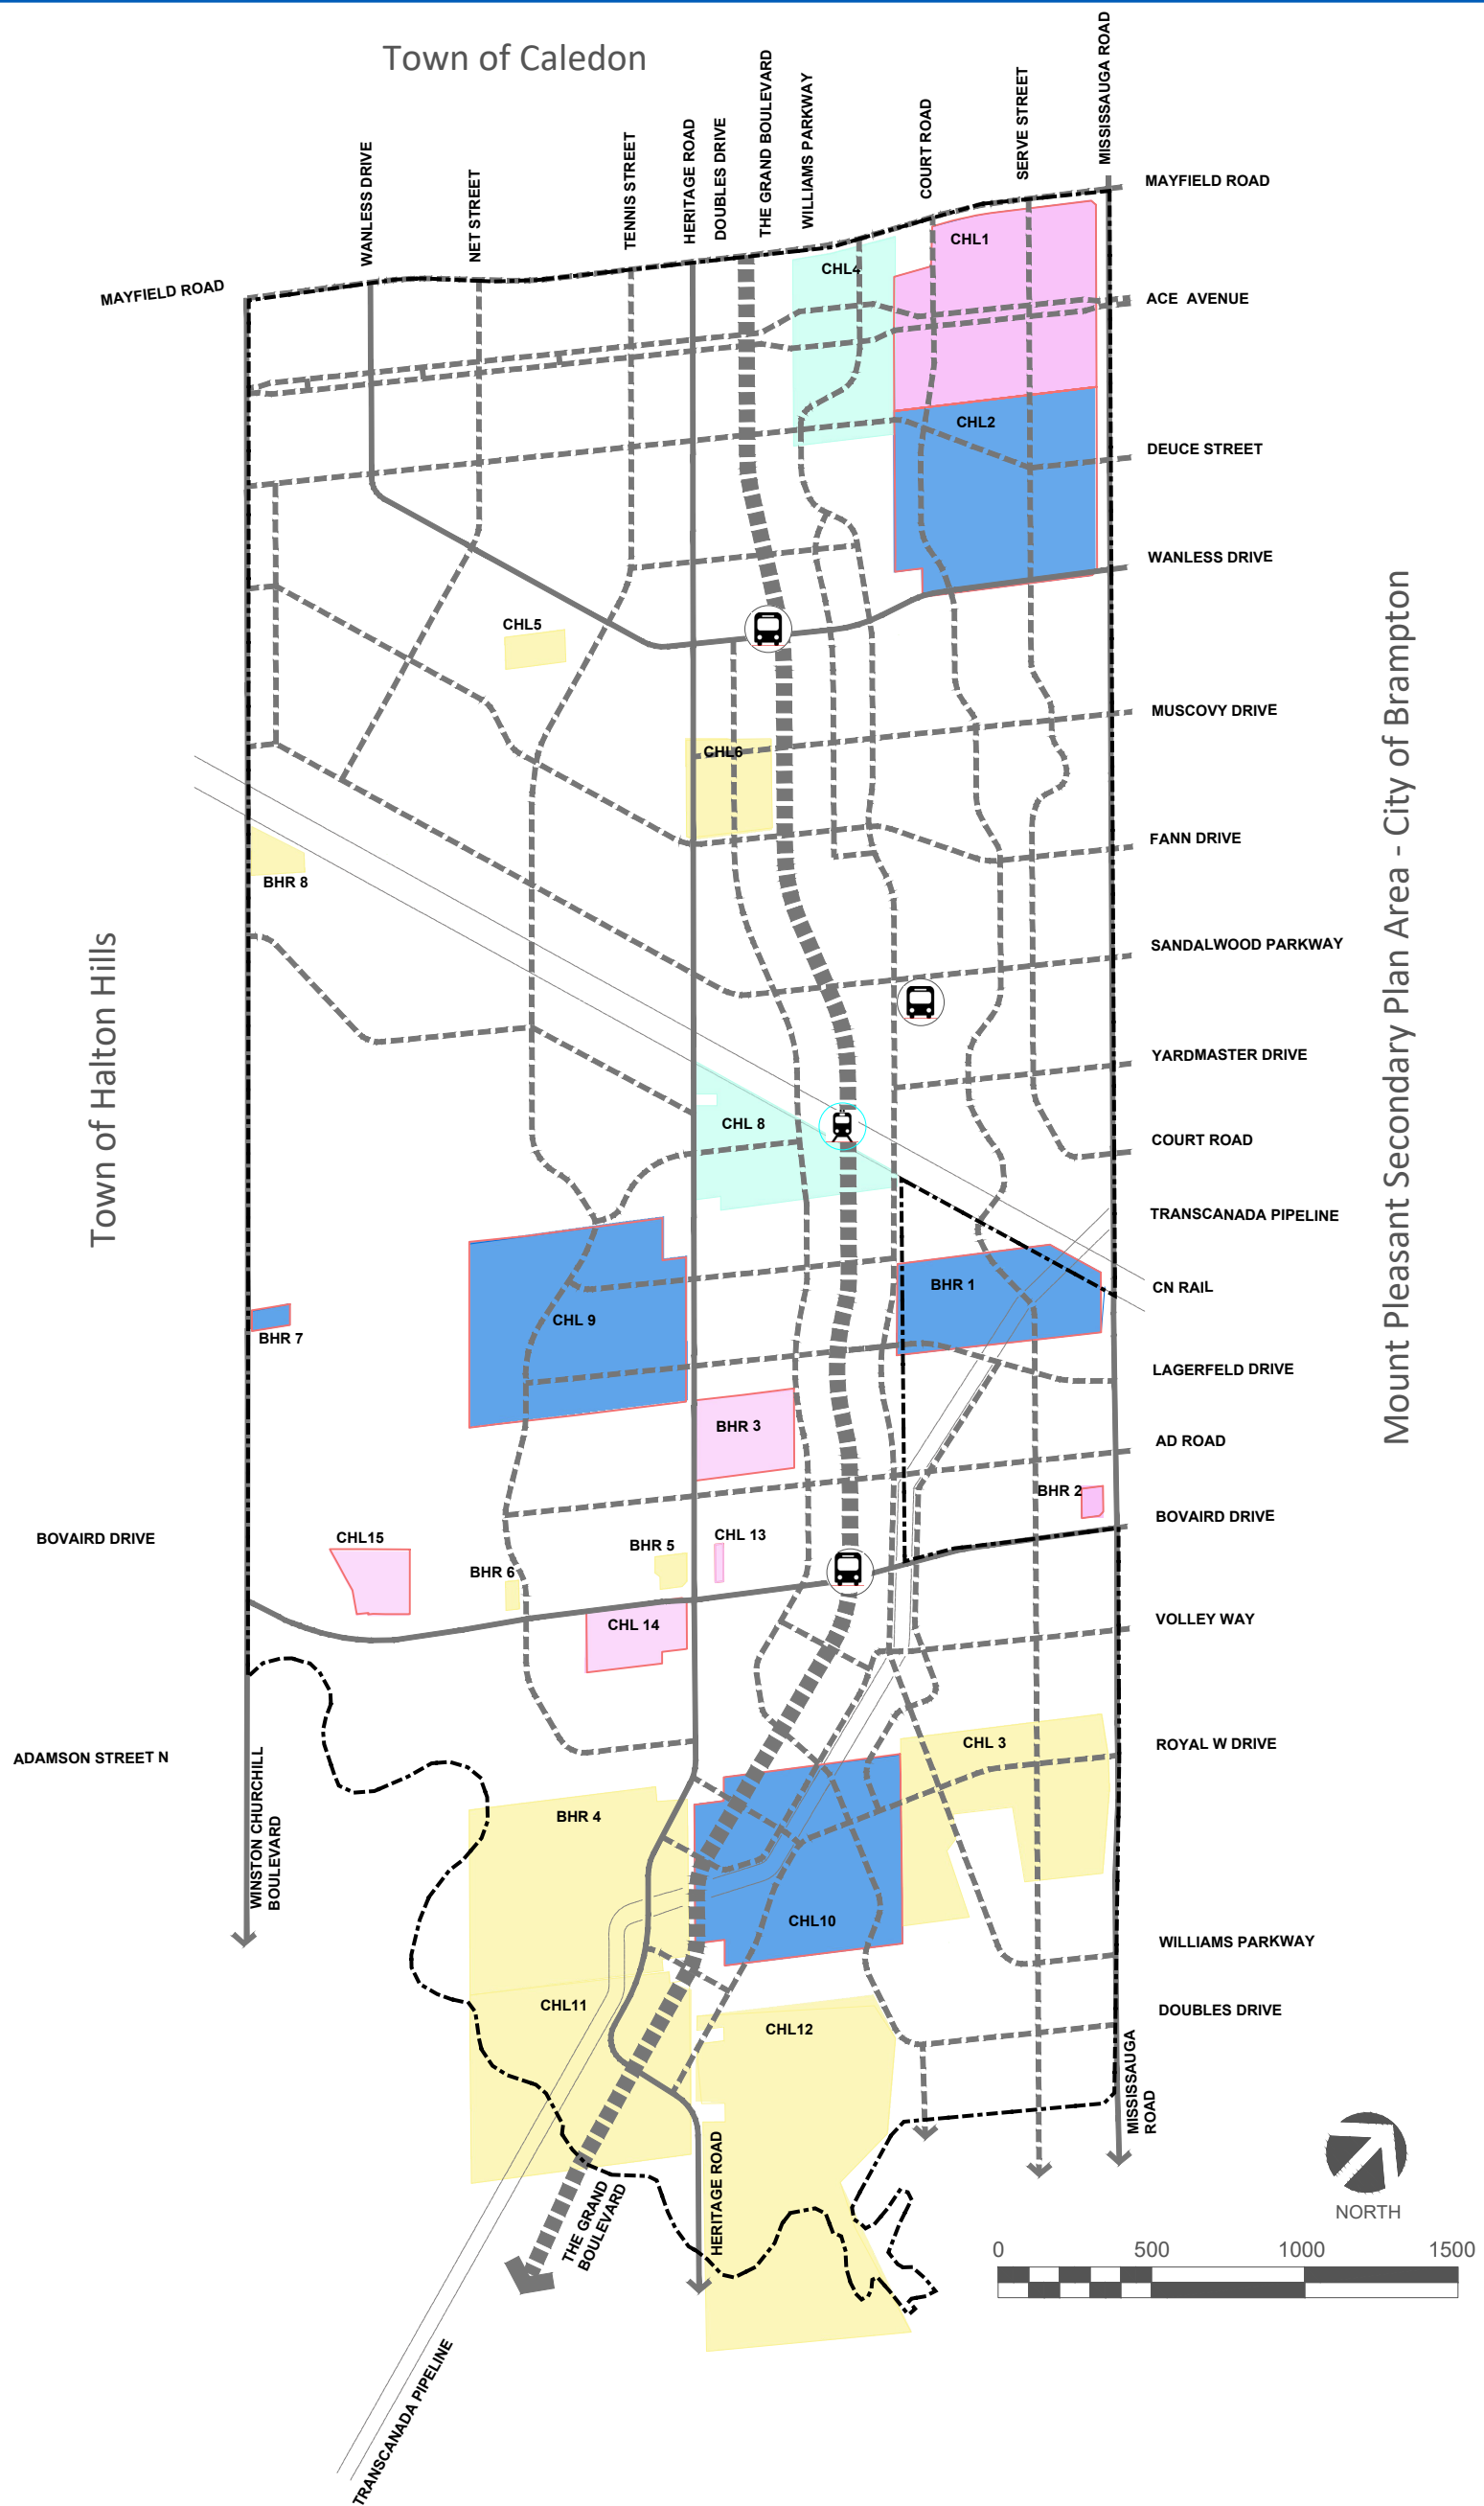 Town of Caledon
WANLESS DRIVE
NET STREET
TENNIS STREET
HERITAGE ROAD
DOUBLES DRIVE
THE GRAND BOULEVARD
WILLIAMS PARKWAY
COURT ROAD
SERVE STREET
MISSISSAUGA ROAD
MAYFIELD ROAD
MAYFIELD ROAD
CHL1
CHL4
ACE AVENUE
CHL2
DEUCE STREET
WANLESS DRIVE
CHL5
MUSCOVY DRIVE
CHL6
FANN DRIVE
BHR 8
SANDALWOOD PARKWAY
Town of Halton Hills
Mount Pleasant Secondary Plan Area - City of Brampton
YARDMASTER DRIVE
CHL 8
COURT ROAD
TRANSCANADA PIPELINE
BHR 1
CN RAIL
CHL 9
BHR 7
LAGERFELD DRIVE
BHR 3
AD ROAD
BHR 2
BOVAIRD DRIVE
BOVAIRD DRIVE
CHL15
CHL 13
BHR 5
BHR 6
CHL 14
VOLLEY WAY
ADAMSON STREET N
CHL 3
ROYAL W DRIVE
WINSTON CHURCHILL
BOULEVARD
BHR 4
CHL10
WILLIAMS PARKWAY
CHL11
DOUBLES DRIVE
CHL12
MISSISSAUGA
ROAD
HERITAGE ROAD
THE GRAND
BOULEVARD
NORTH
0 500 1000 1500
TRANSCANADA PIPELINE